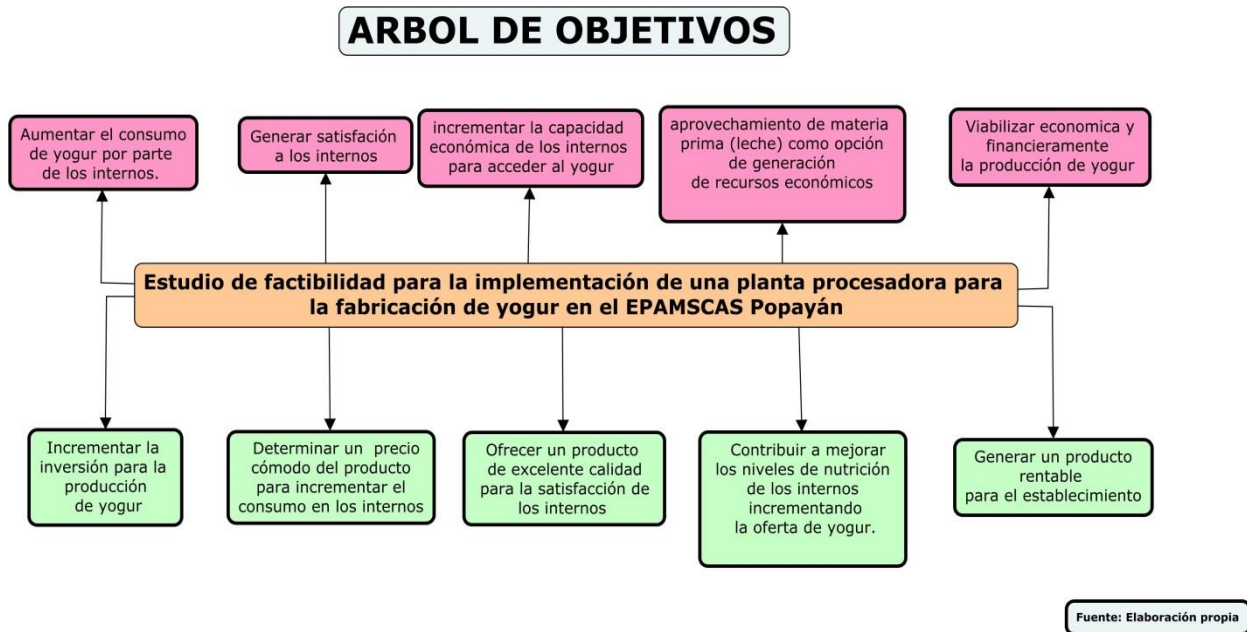 ARBOL DE OBJETIVOS
Aumentar el consumo
de yogur por parte
de los internos.
Generar satisfacción
a los internos
incrementar la capacidad
económica de los internos
para acceder al yogur
aprovechamiento de materia
prima (leche) como opción
de generación
de recursos económicos
Viabilizar economica y
financieramente
la producción de yogur
Estudio de factibilidad para la implementación de una planta procesadora para
la fabricación de yogur en el EPAMSCAS Popayán
Incrementar la
inversión para la
producción
de yogur
Determinar un precio
cómodo del producto
para incrementar el
consumo en los internos
Ofrecer un producto
de excelente calidad
para la satisfacción de
los internos
Contribuir a mejorar
los niveles de nutrición
de los internos
incrementando
la oferta de yogur.
Generar un producto
rentable
para el establecimiento
Fuente: Elaboración propia